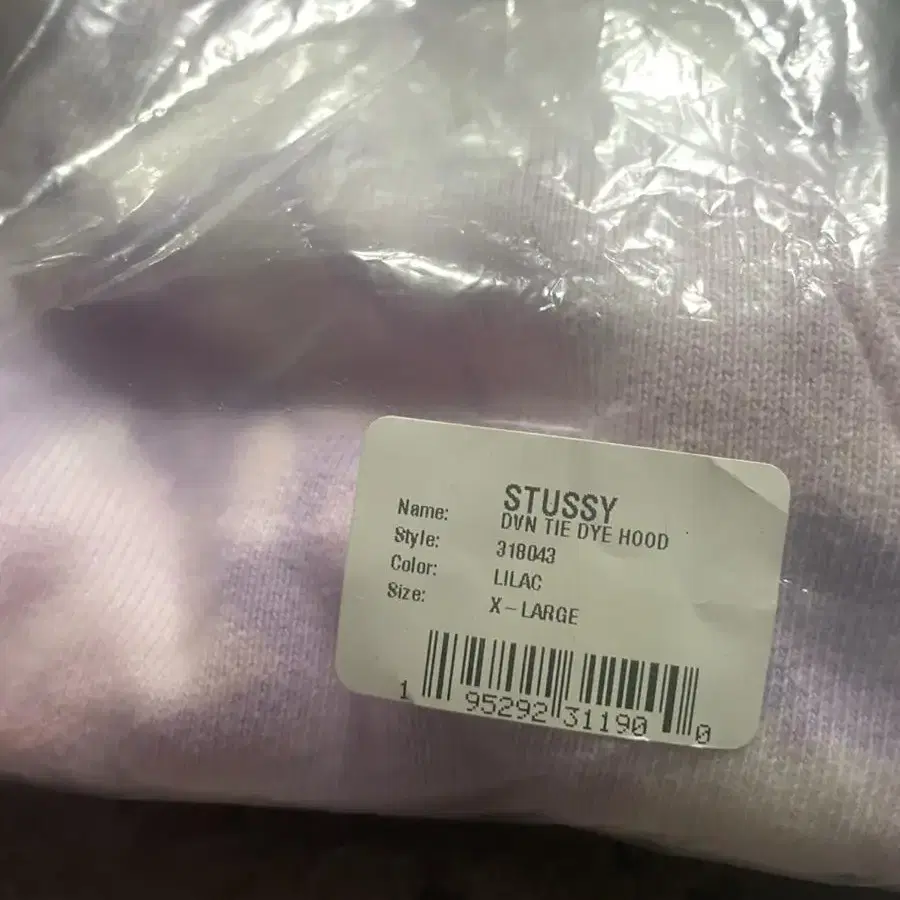 STUSSY
Name: DVN TIE DYE HOOD
Style: 318043
Color: LILAC
Size: X-LARGE
1 95292 31190 0